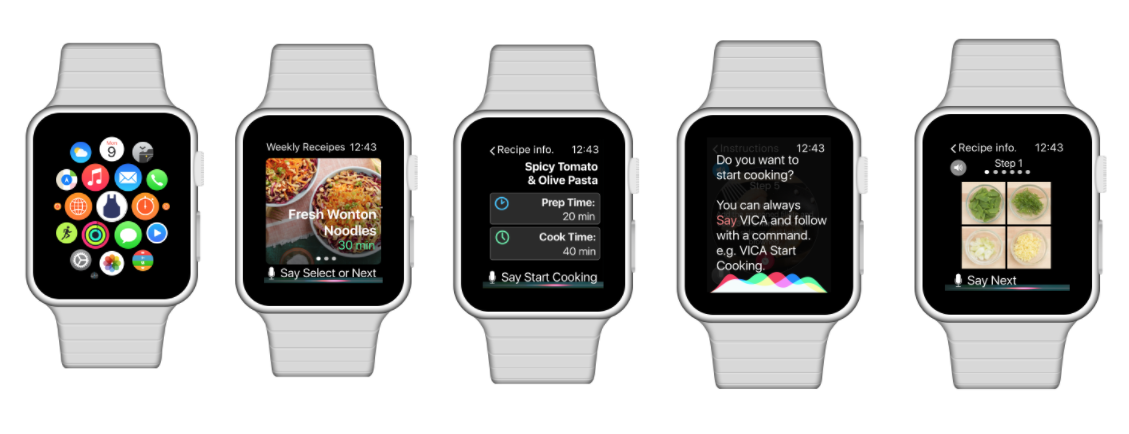 Mon
9
Weekly Receipes 12:43
Fresh Wonton
Noodles
30 min
Say Select or Next
Recipe info. 12:43
Spicy Tomato
& Olive Pasta
Prep Time:
20 min
Cook Time:
40 min
Say Start Cooking
Instructions 12:43
Do you want to
start cooking?
Step 5
You can always
Say VICA and follow
with a command.
e.g. VICA Start
Cooking.
Recipe info. 12:43
Step 1
Say Next